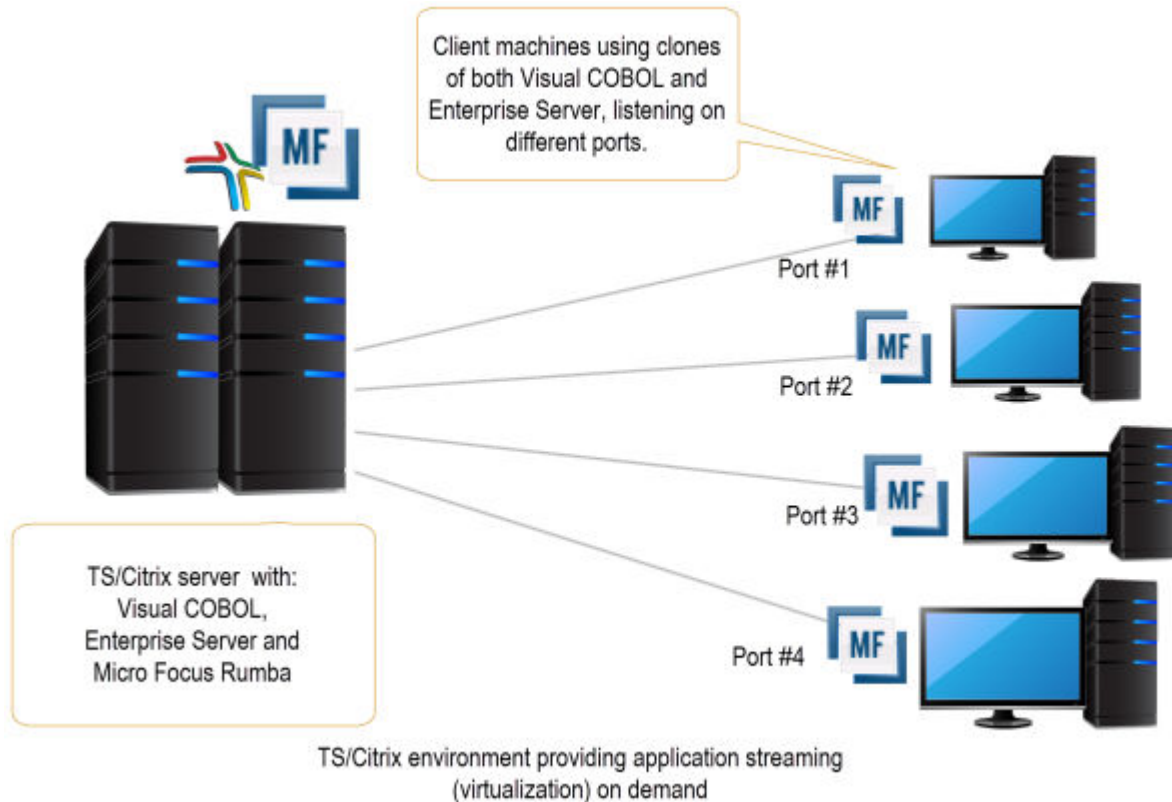 Client machines using clones
of both Visual COBOL and
Enterprise Server, listening on
different ports.
MF
MF
Port #1
MF
Port #2
MF
Port #3
MF
Port #4
TS/Citrix server with:
Visual COBOL,
Enterprise Server and
Micro Focus Rumba
TS/Citrix environment providing application streaming
(virtualization) on demand